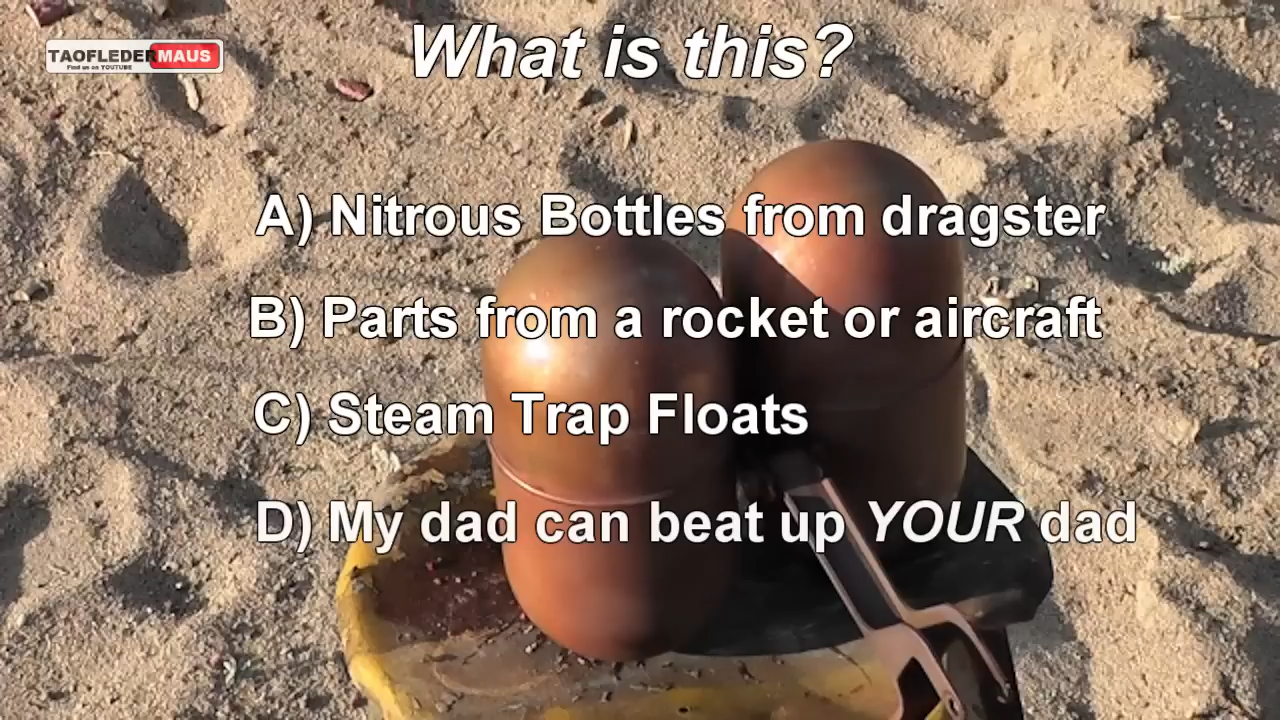 TAOFLEDERMAUS
Find us on YOUTUBE
What is this?
A) Nitrous Bottles from dragster
B) Parts from a rocket or aircraft
C) Steam Trap Floats
D) My dad can beat up YOUR dad